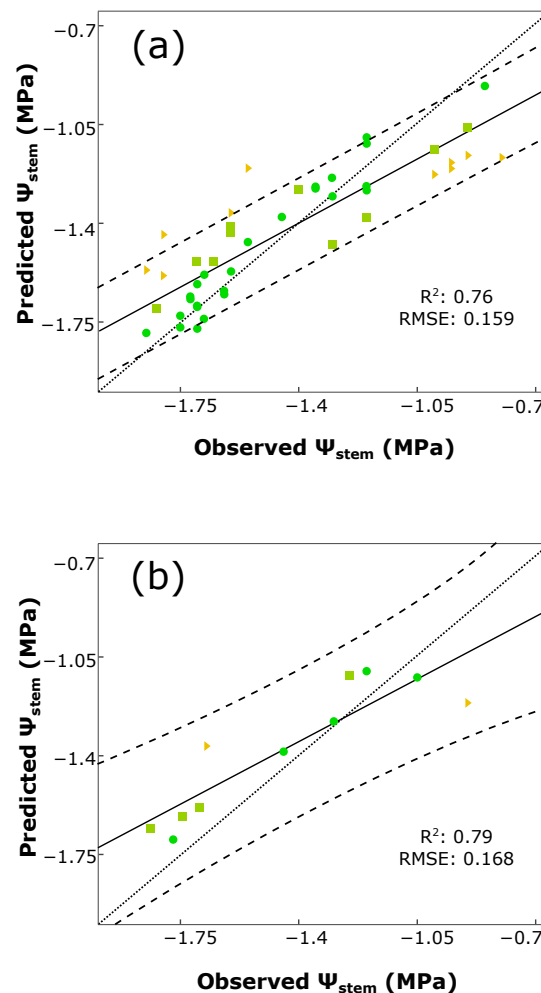 (a)
−0.7
−1.05
−1.4
−1.75
Predicted Ψstem (MPa)
R²: 0.76
RMSE: 0.159
−1.75 −1.4 −1.05 −0.7
Observed Ψstem (MPa)
(b)
−0.7
−1.05
−1.4
−1.75
Predicted Ψstem (MPa)
R²: 0.79
RMSE: 0.168
−1.75 −1.4 −1.05 −0.7
Observed Ψstem (MPa)